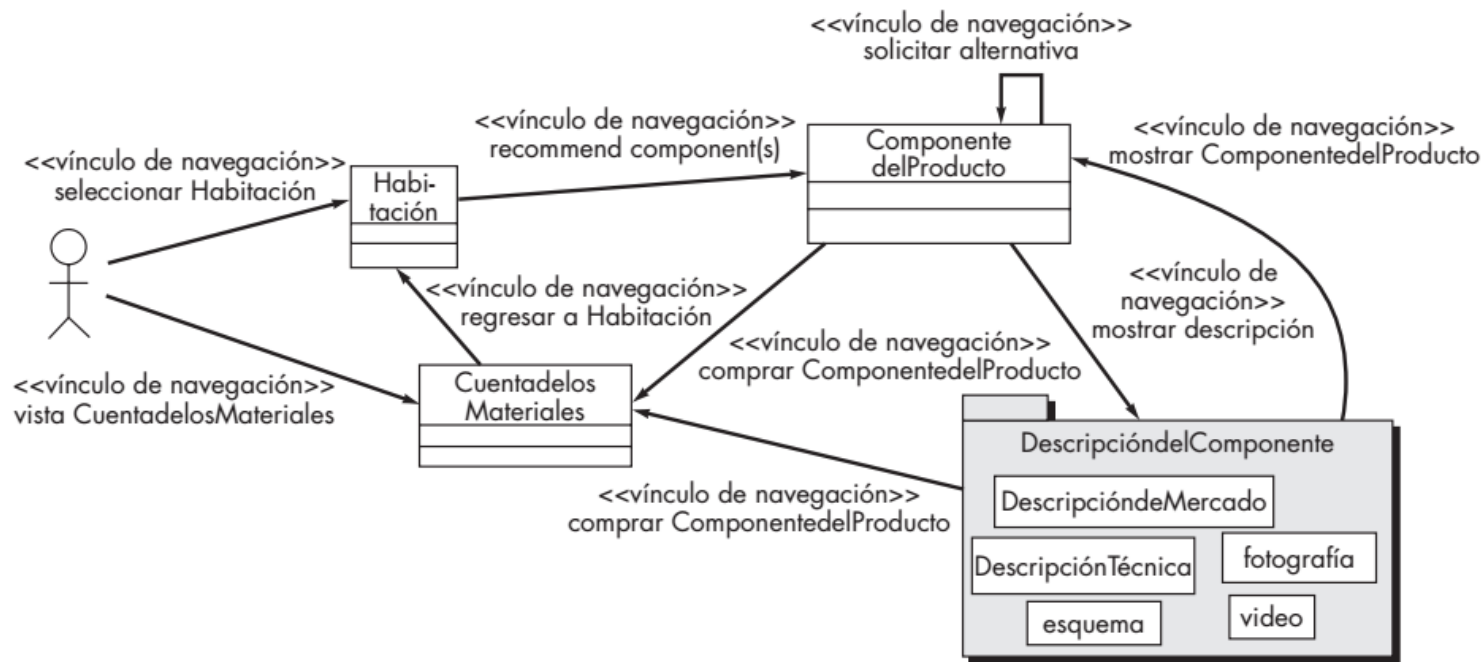 <<vínculo de navegación>>
solicitar alternativa
<<vínculo de navegación>>
recommend component(s)
Componente
delProducto
<<vínculo de navegación>>
mostrar ComponentedelProducto
<<vínculo de navegación>>
seleccionar Habitación
Habi-
tación
<<vínculo de navegación>>
regresar a Habitación
<<vínculo de
navegación>>
mostrar descripción
<<vínculo de navegación>>
comprar ComponentedelProducto
<<vínculo de navegación>>
vista CuentadelosMateriales
Cuentadelos
Materiales
<<vínculo de navegación>>
comprar ComponentedelProducto
DescripcióndelComponente
DescripcióndeMercado
DescripciónTécnica
fotografía
esquema
video